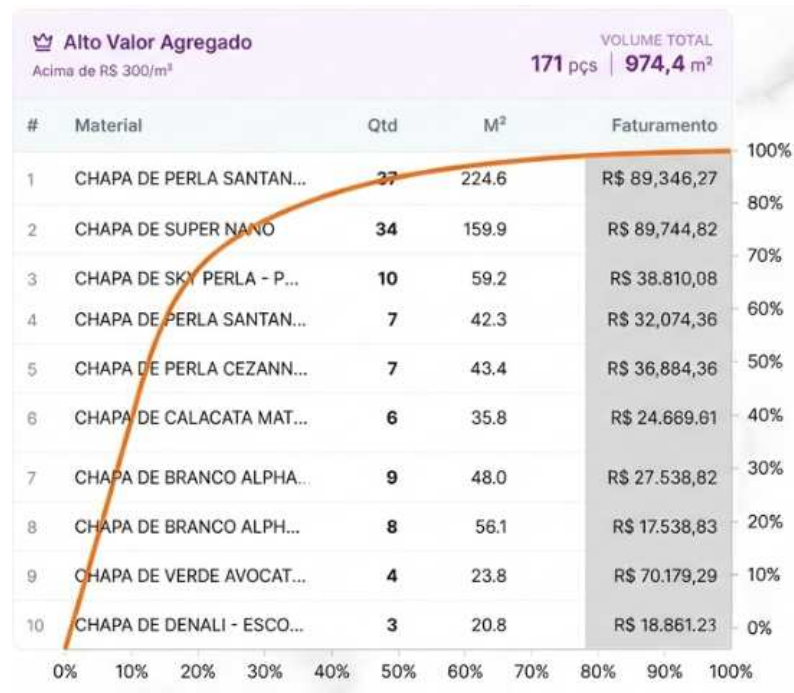 Alto Valor Agregado
Acima de R$ 300/m²
VOLUME TOTAL
171 pçs | 974,4 m²
# Material Qtd M² Faturamento
1 CHAPA DE PERLA SANTAN... 37 224.6 R$ 89,346,27
2 CHAPA DE SUPER NANO 34 159.9 R$ 89,744,82
3 CHAPA DE SKY PERLA - P... 10 59.2 R$ 38.810,08
4 CHAPA DE PERLA SANTAN... 7 42.3 R$ 32,074,36
5 CHAPA DE PERLA CEZANN... 7 43.4 R$ 36,884,36
6 CHAPA DE CALACATA MAT... 6 35.8 R$ 24.669.61
7 CHAPA DE BRANCO ALPHA... 9 48.0 R$ 27.538,82
8 CHAPA DE BRANCO ALPH... 8 56.1 R$ 17.538,83
9 CHAPA DE VERDE AVOCAT... 4 23.8 R$ 70.179,29
10 CHAPA DE DENALI - ESCO... 3 20.8 R$ 18.861.23
100%
80%
70%
60%
50%
40%
30%
20%
10%
0%
0% 10% 20% 30% 40% 50% 60% 70% 80% 90% 100%